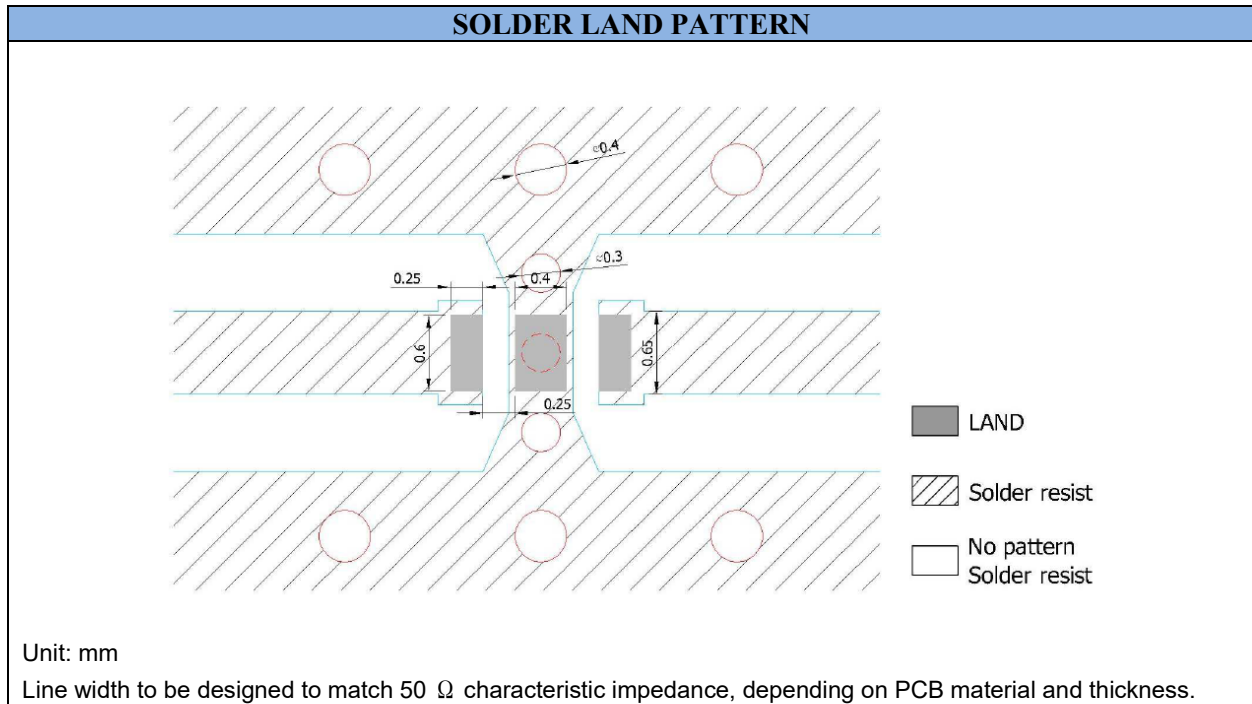 SOLDER LAND PATTERN
⌀0.4
⌀0.3
0.25
0.4
0.6
0.65
0.25
LAND
Solder resist
No pattern
Solder resist
Unit: mm
Line width to be designed to match 50 Ω characteristic impedance, depending on PCB material and thickness.